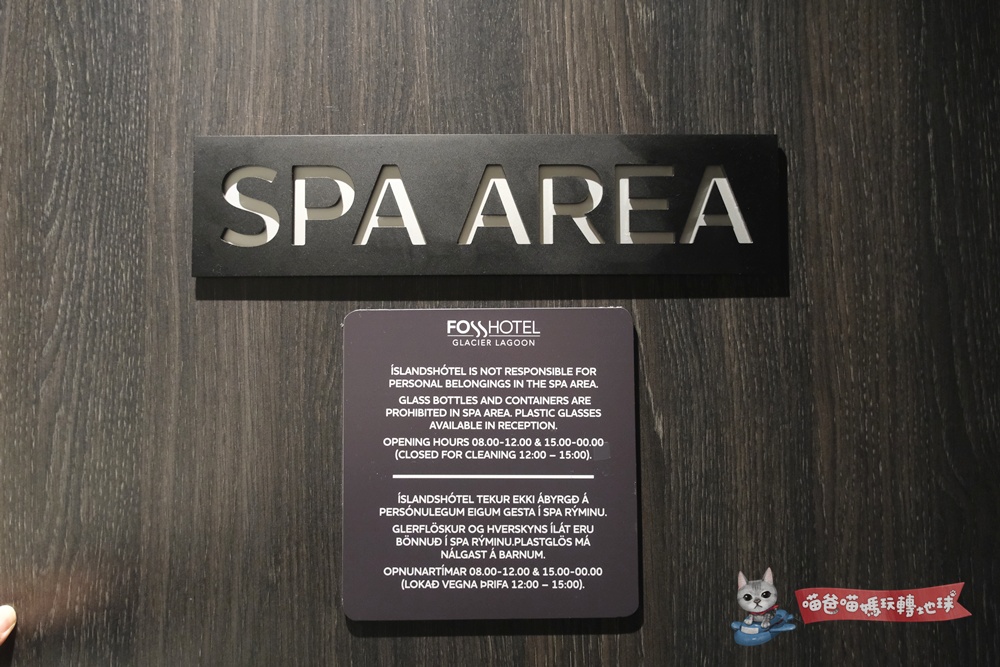 SPA AREA
FOSSHOTEL
GLACIER LAGOON
ÍSLANDSHÓTEL IS NOT RESPONSIBLE FOR
PERSONAL BELONGINGS IN THE SPA AREA.
GLASS BOTTLES AND CONTAINERS ARE
PROHIBITED IN SPA AREA. PLASTIC GLASSES
AVAILABLE IN RECEPTION.
OPENING HOURS 08.00-12.00 & 15.00-00.00
(CLOSED FOR CLEANING 12:00 – 15:00).
ÍSLANDSHÓTEL TEKUR EKKI ÁBYRGÐ Á
PERSÓNULEGUM EIGUM GESTA Í SPA RÝMINU.
GLERFLÖSKUR OG HVERSKYNS ÍLÁT ERU
BÖNNUÐ Í SPA RÝMINU.PLASTGLÖS MÁ
NÁLGAST Á BARNUM.
OPNUNARTÍMAR 08.00-12.00 & 15.00-00.00
(LOKAÐ VEGNA ÞRIFA 12:00 – 15:00).
喵爸喵媽玩轉地球